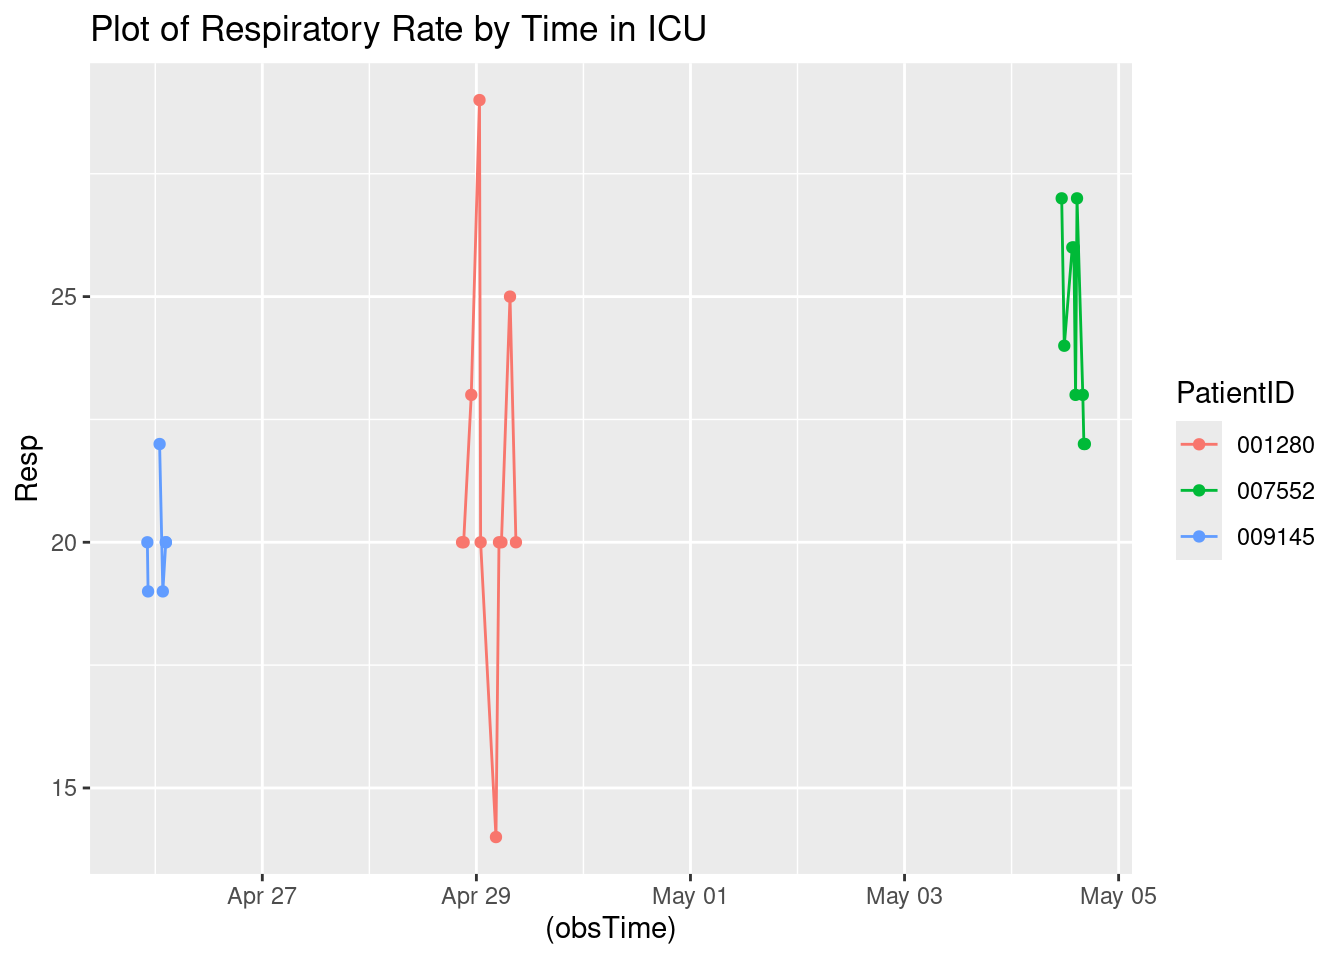 Plot of Respiratory Rate by Time in ICU
25
20
15
Resp
Apr 27
Apr 29
May 01
May 03
May 05
(obsTime)
PatientID
001280
007552
009145